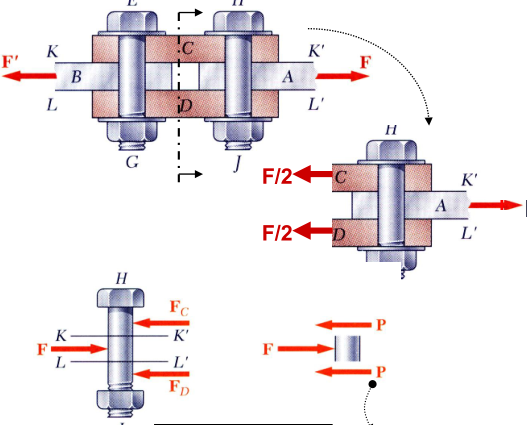 E H
K C K'
F' B A F
L D L'
G J
H
F/2 C K'
A
F/2 D L'
H
F_C
K K'
F
L L'
F_D
P
F
P